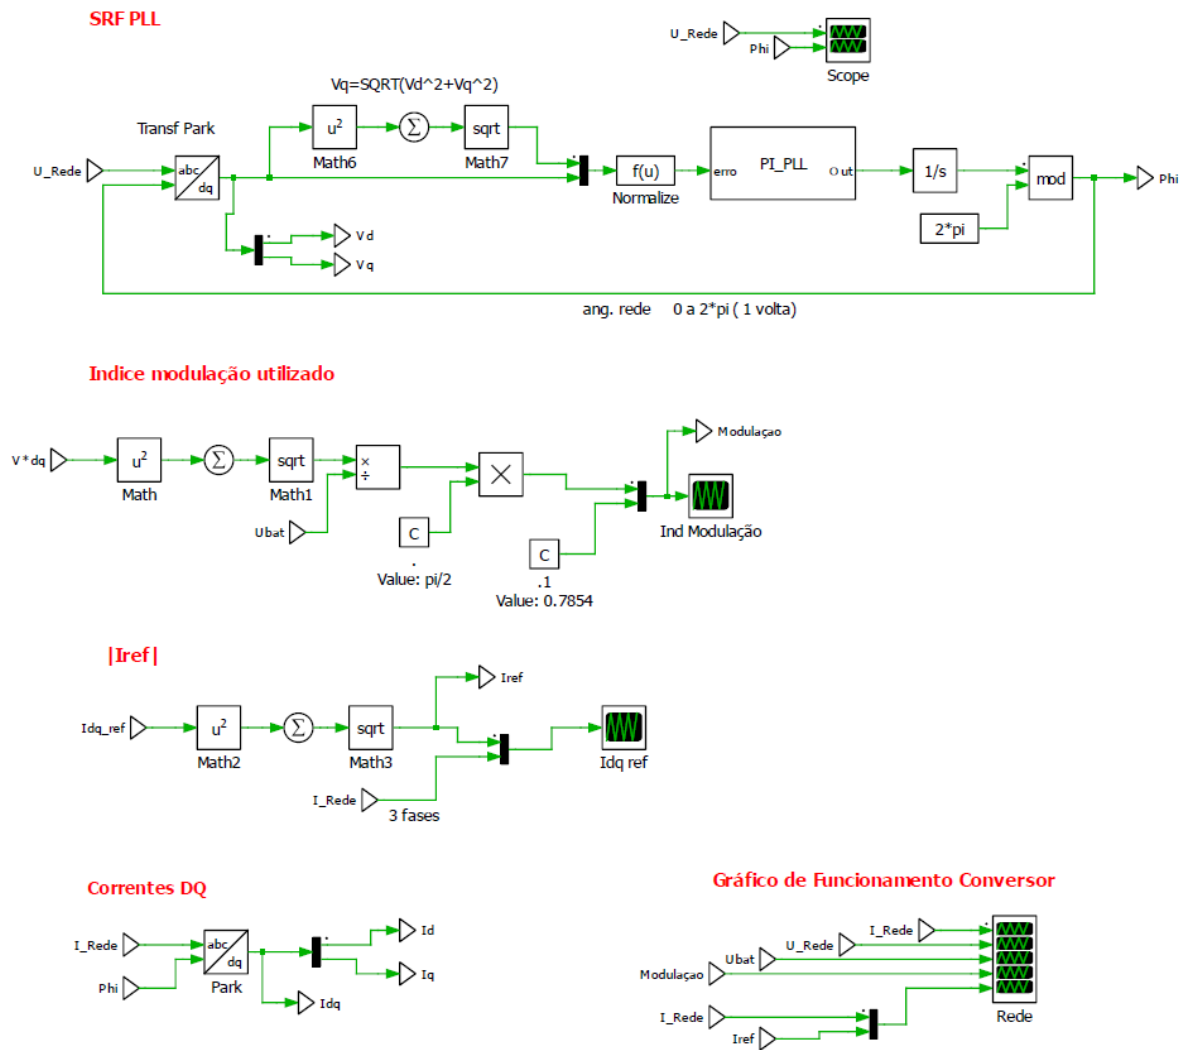 SRF PLL
U_Rede
Phi
Scope
Vq=SQRT(Vd^2+Vq^2)
Transf Park
u²
Σ
sqrt
Math6
Math7
U_Rede
abc
dq
f(u)
Normalize
erro
PI_PLL
Out
1/s
mod
Phi
2*pi
Vd
Vq
ang. rede 0 a 2*pi ( 1 volta)
Indice modulação utilizado
Modulaçao
V*dq
u²
Σ
sqrt
×
÷
×
Math
Math1
Ubat
C
.
Value: pi/2
C
.1
Value: 0.7854
Ind Modulação
|Iref|
Iref
Idq_ref
u²
Σ
sqrt
Math2
Math3
Idq ref
I_Rede
3 fases
Correntes DQ
I_Rede
abc
dq
Phi
Park
Id
Iq
Idq
Gráfico de Funcionamento Conversor
I_Rede
U_Rede
Ubat
Modulaçao
I_Rede
Iref
Rede